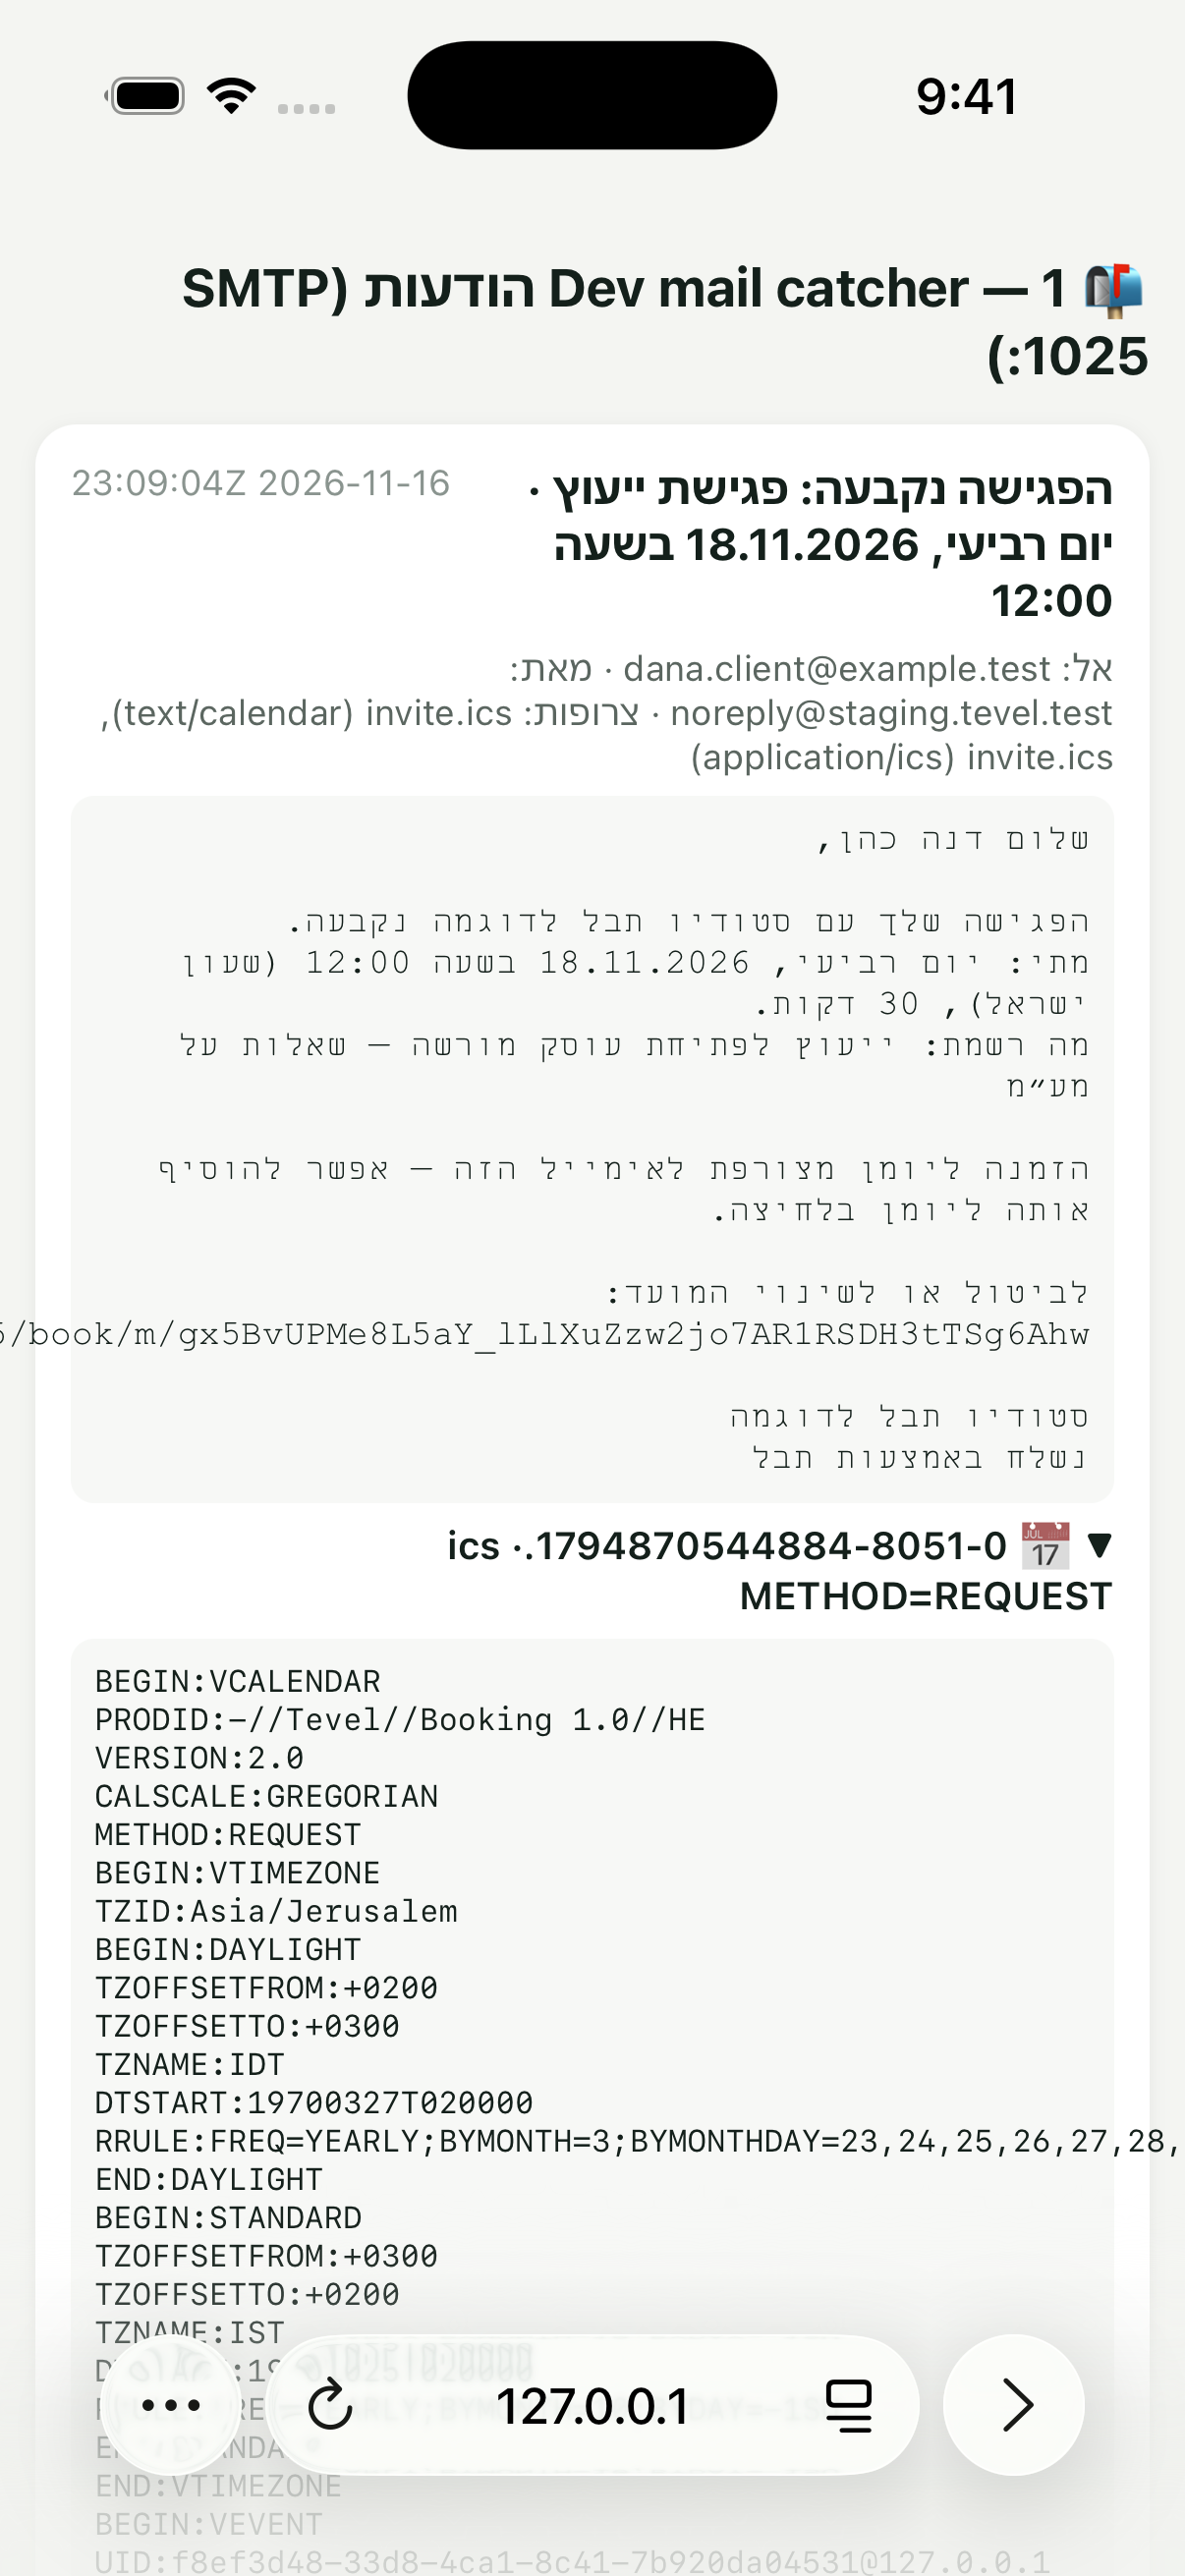 9:41
📬 Dev mail catcher — 1 הודעות (SMTP
:1025)
הפגישה נקבעה: פגישת ייעוץ ·
יום רביעי, 18.11.2026 בשעה
12:00
2026-11-16 23:09:04Z
אל: dana.client@example.test · מאת:
noreply@staging.tevel.test · צרופות: invite.ics (text/calendar),
invite.ics (application/ics)
שלום דנה כהן,
הפגישה שלך עם סטודיו תבל לדוגמה נקבעה.
מתי: יום רביעי, 18.11.2026 בשעה 12:00 (שעון
ישראל), 30 דקות.
מה רשמת: ייעוץ לפתיחת עוסק מורשה — שאלות על
מע״מ
הזמנה ליומן מצורפת לאימייל הזה — אפשר להוסיף
אותה ליומן בלחיצה.
לביטול או לשינוי המועד:
/book/m/gx5BvUPMe8L5aY_lLlXuZzw2jo7AR1RSDH3tTSg6Ahw
סטודיו תבל לדוגמה
נשלח באמצעות תבל
▼ 📅 1794870544884-8051-0.ics ·
METHOD=REQUEST
BEGIN:VCALENDAR
PRODID:-//Tevel//Booking 1.0//HE
VERSION:2.0
CALSCALE:GREGORIAN
METHOD:REQUEST
BEGIN:VTIMEZONE
TZID:Asia/Jerusalem
BEGIN:DAYLIGHT
TZOFFSETFROM:+0200
TZOFFSETTO:+0300
TZNAME:IDT
DTSTART:19700327T020000
RRULE:FREQ=YEARLY;BYMONTH=3;BYMONTHDAY=23,24,25,26,27,28,
END:DAYLIGHT
BEGIN:STANDARD
TZOFFSETFROM:+0300
TZOFFSETTO:+0200
TZNAME:IST
127.0.0.1
END:VTIMEZONE
BEGIN:VEVENT
UID:f8ef3d48-33d8-4ca1-8c41-7b920da04531@127.0.0.1